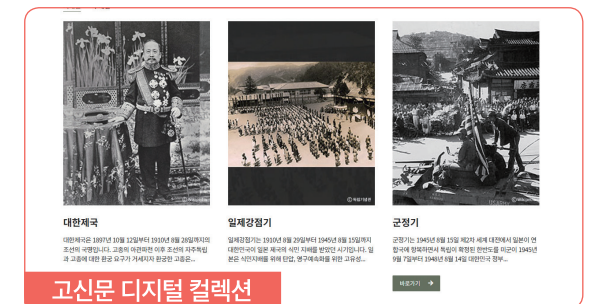 대한제국
대한제국은 1897년 10월 12일부터 1910년 8월 28일까지의
조선의 국명입니다. 고종의 아관파천 이후 조선의 자주독립
과 고종에 대한 환궁 요구가 거세지자 환궁한 고종은...
ⓒ독립기념관
일제강점기
일제강점기는 1910년 8월 29일부터 1945년 8월 15일까지
대한민국이 일본 제국의 식민 지배를 받았던 시기입니다. 일
본은 식민지배를 위해 탄압, 영구예속화를 위한 고유성...
군정기
군정기는 1945년 8월 15일 제2차 세계 대전에서 일본이 연
합국에 항복하면서 독립이 확정된 한반도를 미군이 1945년
9월 7일부터 1948년 8월 14일 대한민국 정부...
바로가기 →
고신문 디지털 컬렉션